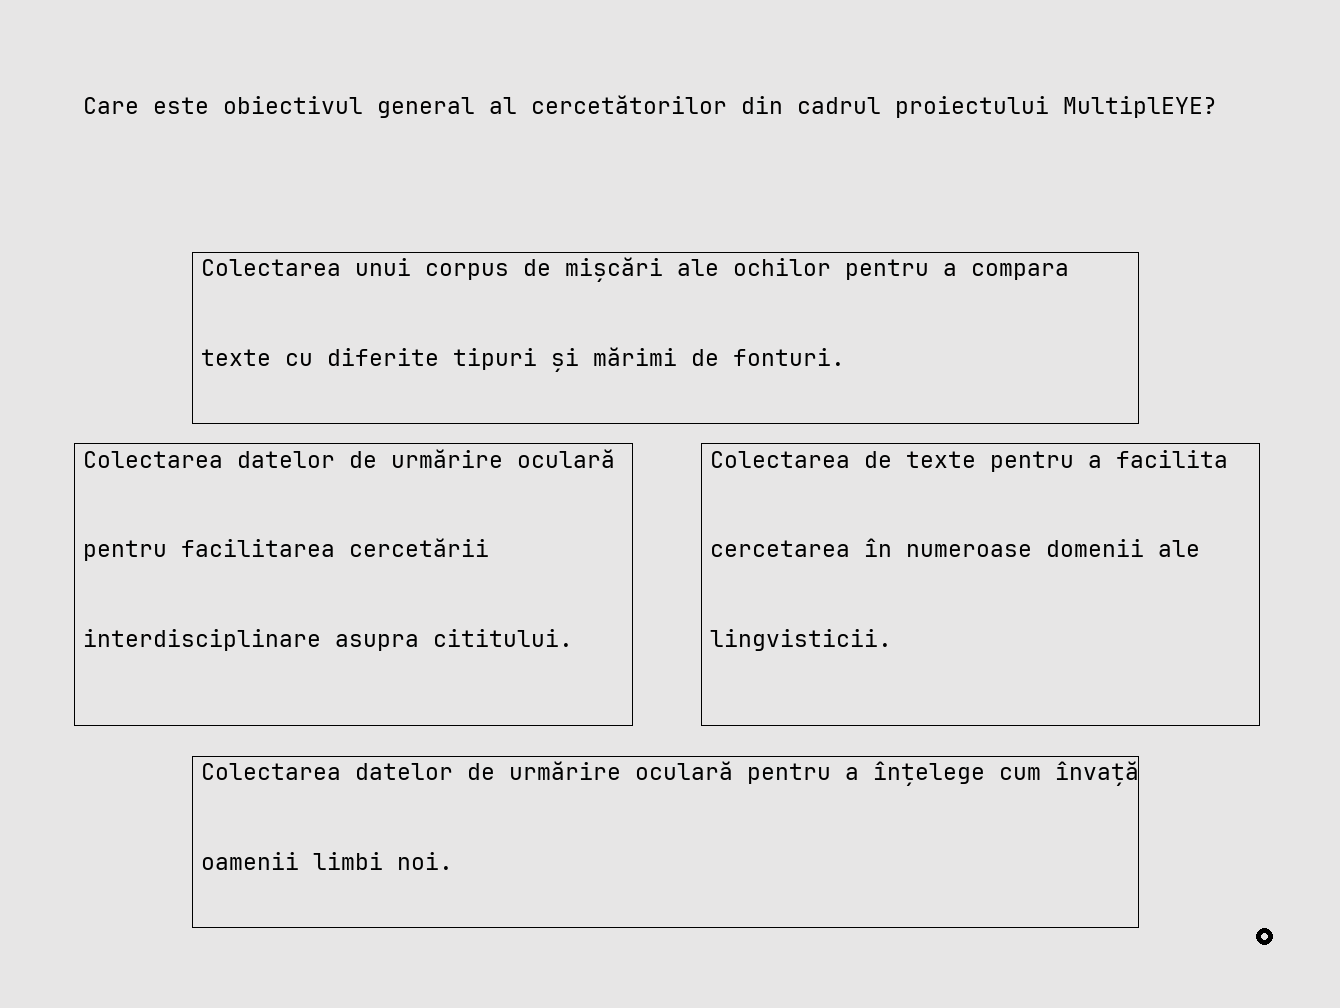 Care este obiectivul general al cercetătorilor din cadrul proiectului MultiplEYE?
Colectarea unui corpus de mișcări ale ochilor pentru a compara
texte cu diferite tipuri și mărimi de fonturi.
Colectarea datelor de urmărire oculară
pentru facilitarea cercetării
interdisciplinare asupra cititului.
Colectarea de texte pentru a facilita
cercetarea în numeroase domenii ale
lingvisticii.
Colectarea datelor de urmărire oculară pentru a înțelege cum învață
oamenii limbi noi.